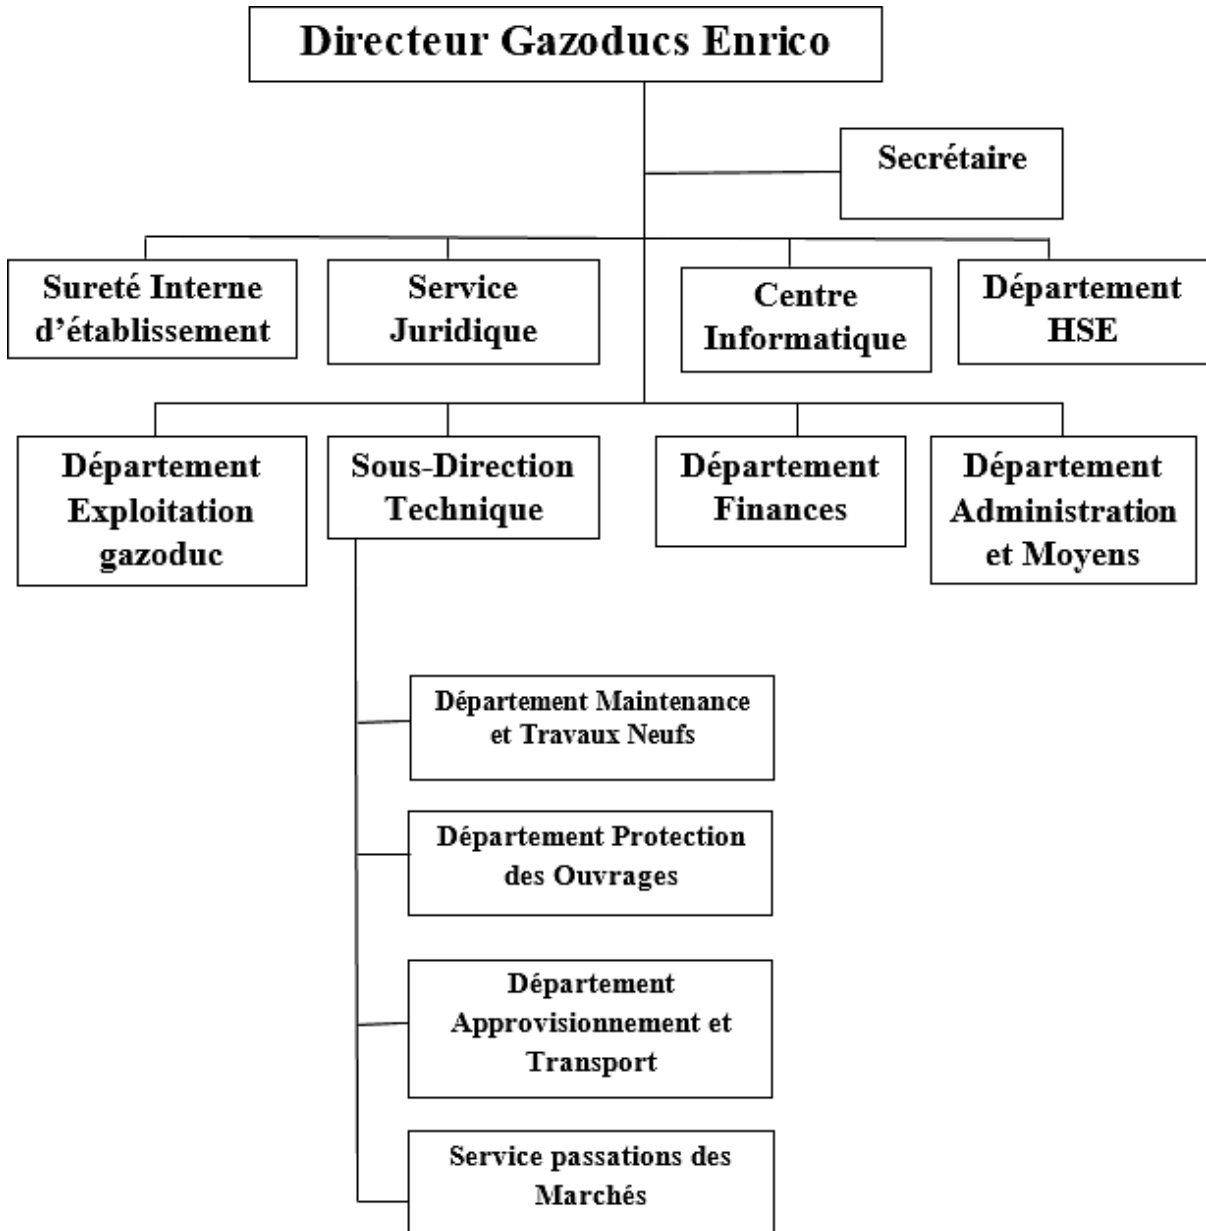 Directeur Gazoducs Enrico
Secrétaire
Sureté Interne
d’établissement
Service
Juridique
Centre
Informatique
Département
HSE
Département
Exploitation
gazoduc
Sous-Direction
Technique
Département
Finances
Département
Administration
et Moyens
Département Maintenance
et Travaux Neufs
Département Protection
des Ouvrages
Département
Approvisionnement et
Transport
Service passations des
Marchés